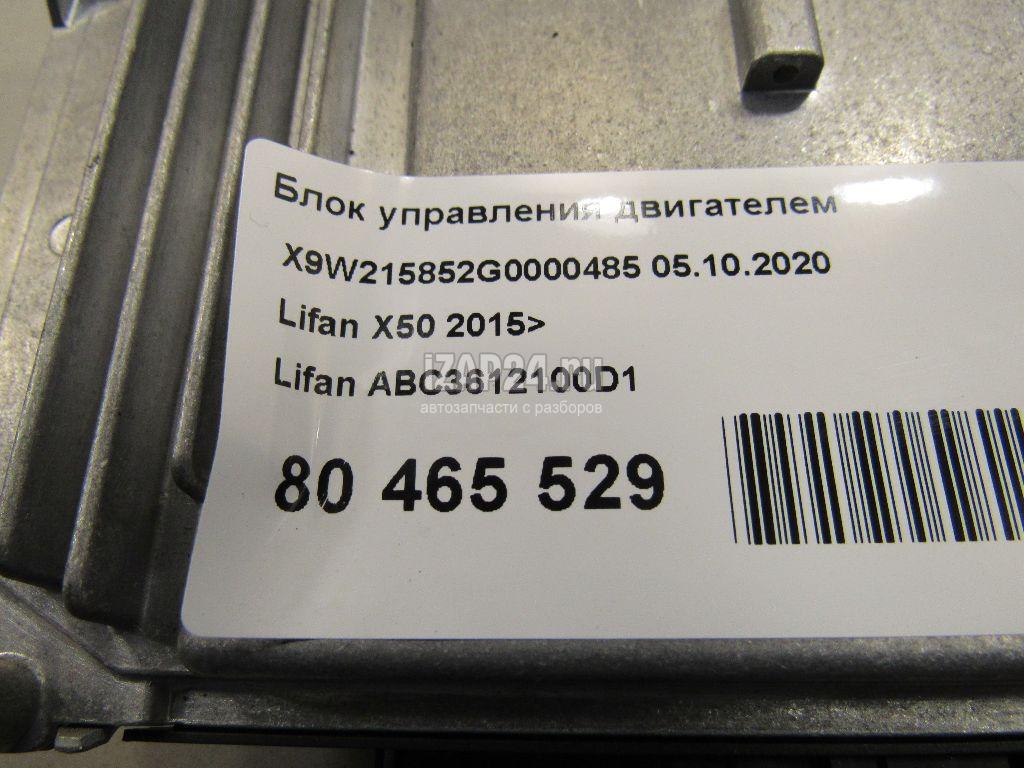 Блок управления двигателем
X9W215852G0000485 05.10.2020
Lifan X50 2015>
Lifan ABC3612100D1
iZAP24.ru
автозапчасти с разборов
80 465 529